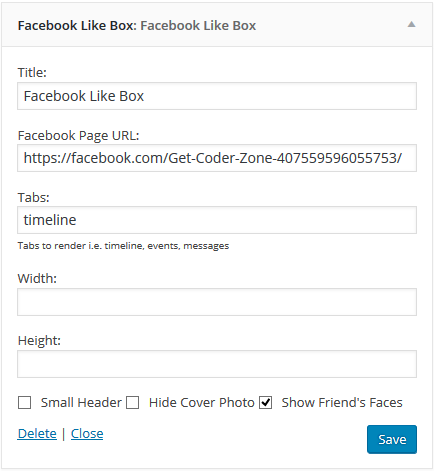 Facebook Like Box: Facebook Like Box
Title:
Facebook Like Box
Facebook Page URL:
https://facebook.com/Get-Coder-Zone-407559596055753/
Tabs:
timeline
Tabs to render i.e. timeline, events, messages
Width:
Height:
Small Header Hide Cover Photo Show Friend's Faces
Delete | Close Save